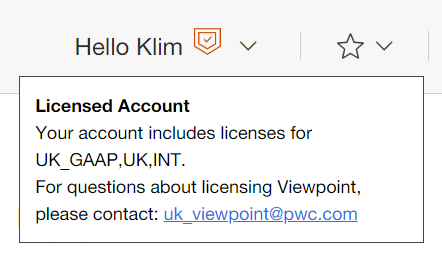 Hello Klim
Licensed Account
Your account includes licenses for
UK_GAAP,UK,INT.
For questions about licensing Viewpoint,
please contact: uk_viewpoint@pwc.com